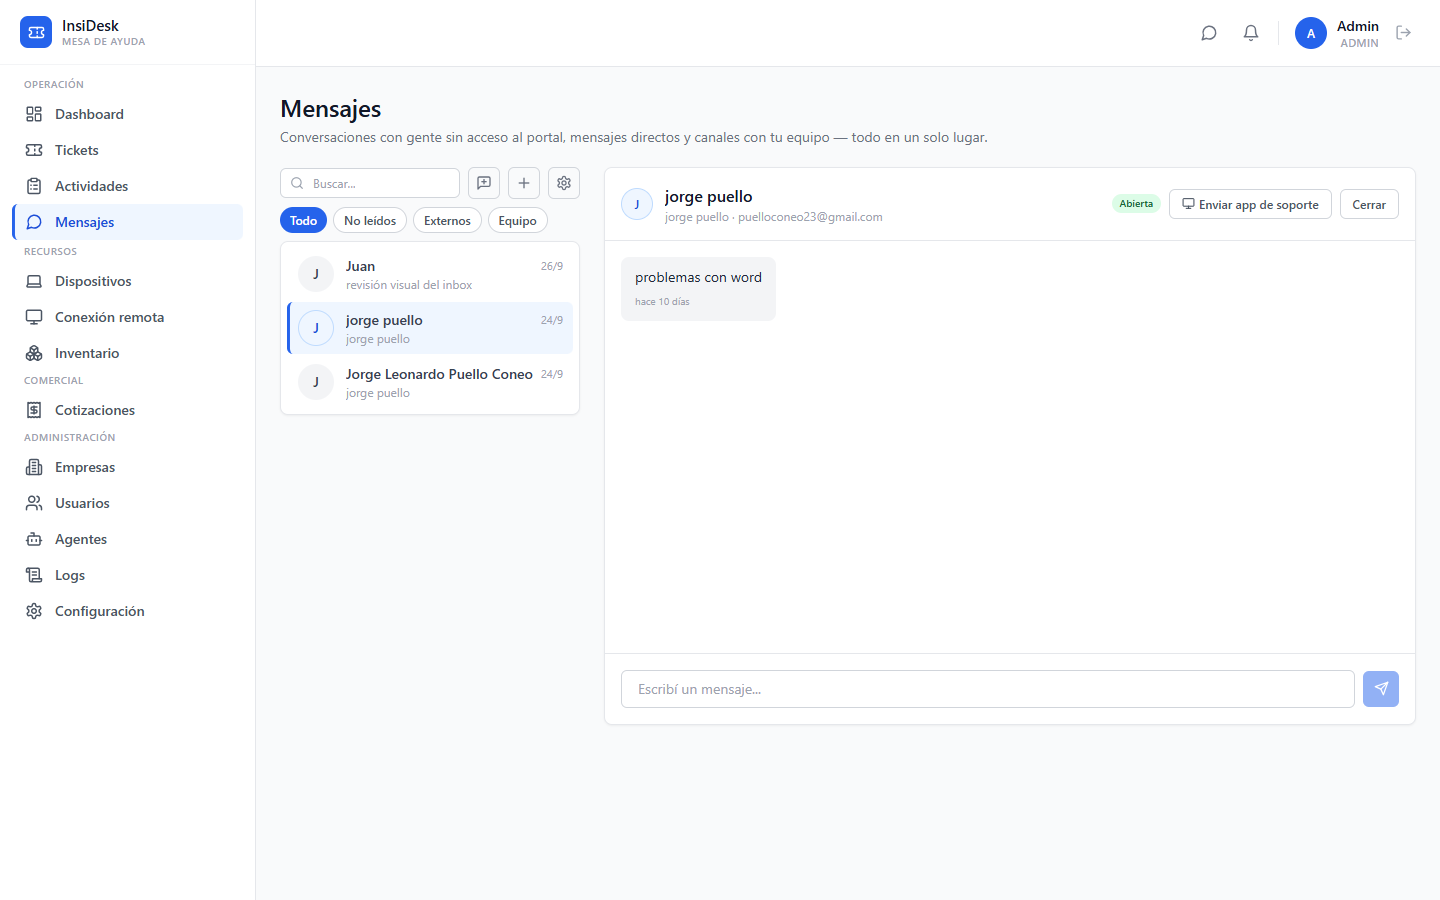 InsiDesk
MESA DE AYUDA
OPERACIÓN
Dashboard
Tickets
Actividades
Mensajes
RECURSOS
Dispositivos
Conexión remota
Inventario
COMERCIAL
Cotizaciones
ADMINISTRACIÓN
Empresas
Usuarios
Agentes
Logs
Configuración
A
Admin
ADMIN
Mensajes
Conversaciones con gente sin acceso al portal, mensajes directos y canales con tu equipo — todo en un solo lugar.
Buscar...
Todo No leídos Externos Equipo
J Juan 26/9
revisión visual del inbox
J jorge puello 24/9
jorge puello
J Jorge Leonardo Puello Coneo 24/9
jorge puello
J jorge puello
jorge puello · puelloconeo23@gmail.com
Abierta Enviar app de soporte Cerrar
problemas con word
hace 10 días
Escribí un mensaje...